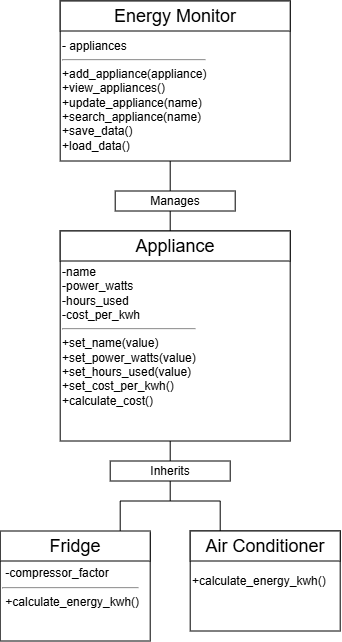 Energy Monitor
- appliances
+add_appliance(appliance)
+view_appliances()
+update_appliance(name)
+search_appliance(name)
+save_data()
+load_data()
Manages
Appliance
-name
-power_watts
-hours_used
-cost_per_kwh
+set_name(value)
+set_power_watts(value)
+set_hours_used(value)
+set_cost_per_kwh()
+calculate_cost()
Inherits
Fridge
-compressor_factor
+calculate_energy_kwh()
Air Conditioner
+calculate_energy_kwh()